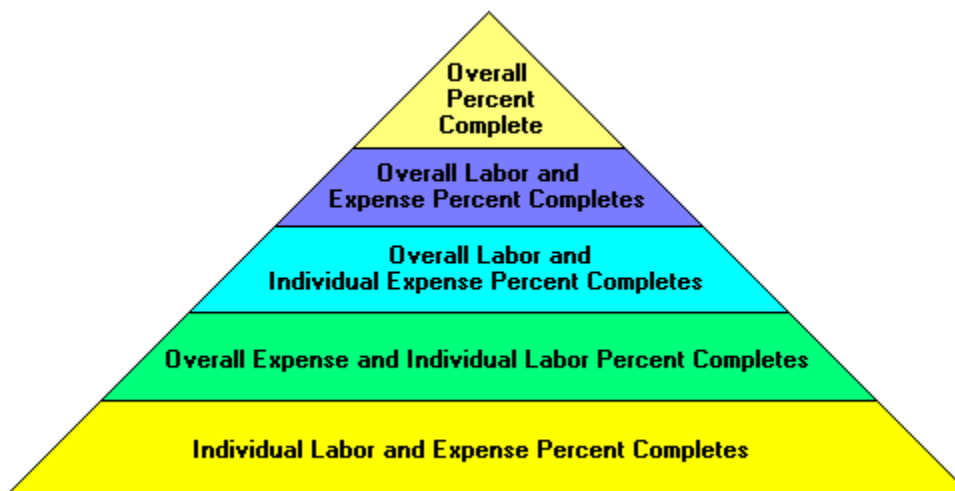 Overall
Percent
Complete
Overall Labor and
Expense Percent Completes
Overall Labor and
Individual Expense Percent Completes
Overall Expense and Individual Labor Percent Completes
Individual Labor and Expense Percent Completes